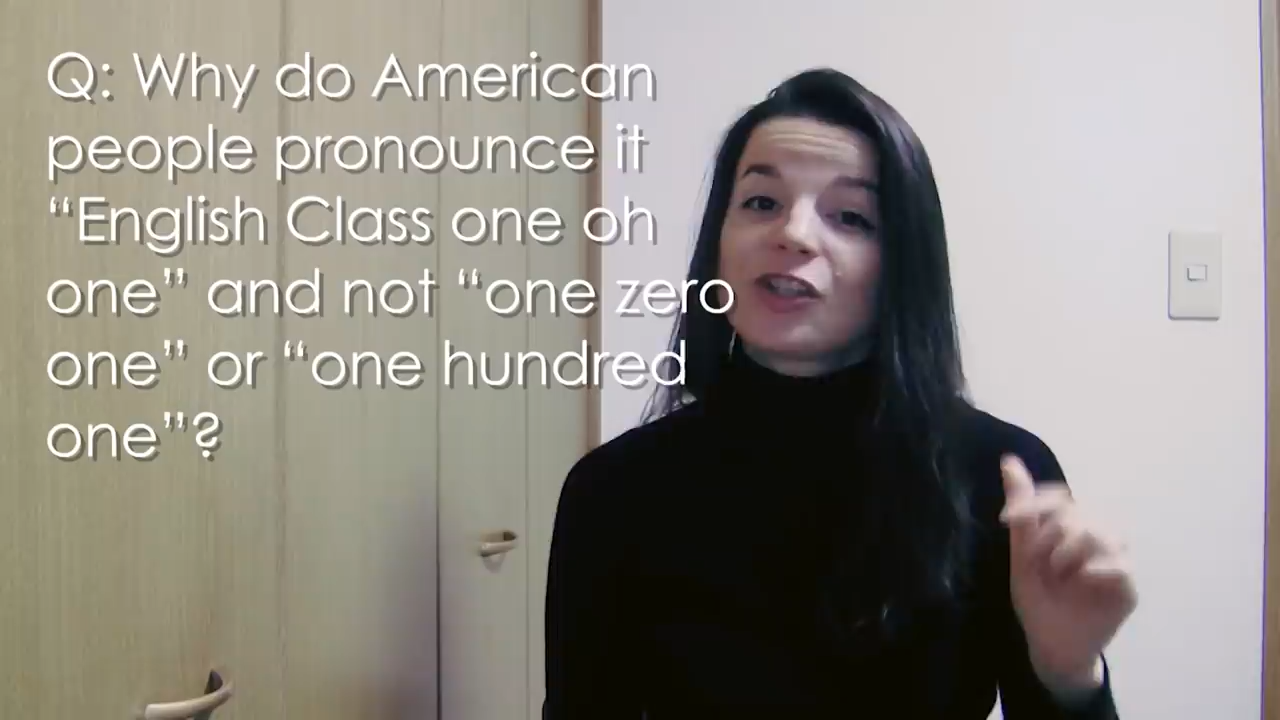 Q: Why do American
people pronounce it
“English Class one oh
one” and not “one zero
one” or “one hundred
one”?